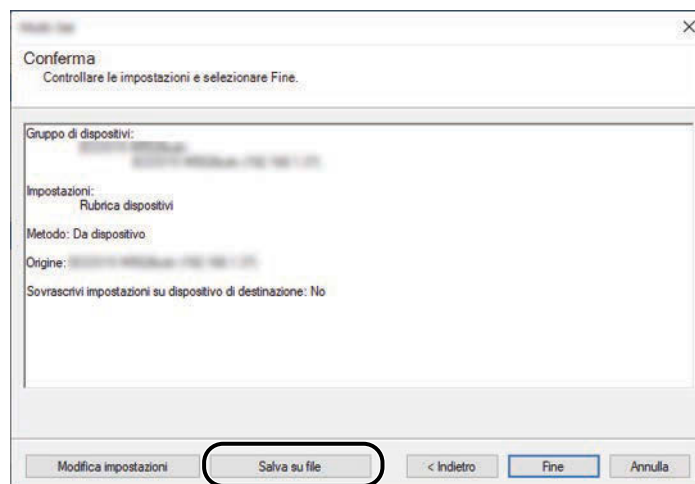 Conferma
Controllare le impostazioni e selezionare Fine.
Gruppo di dispositivi:
Impostazioni:
Rubrica dispositivi
Metodo: Da dispositivo
Origine:
Sovrascrivi impostazioni su dispositivo di destinazione: No
Modifica impostazioni
Salva su file
< Indietro
Fine
Annulla